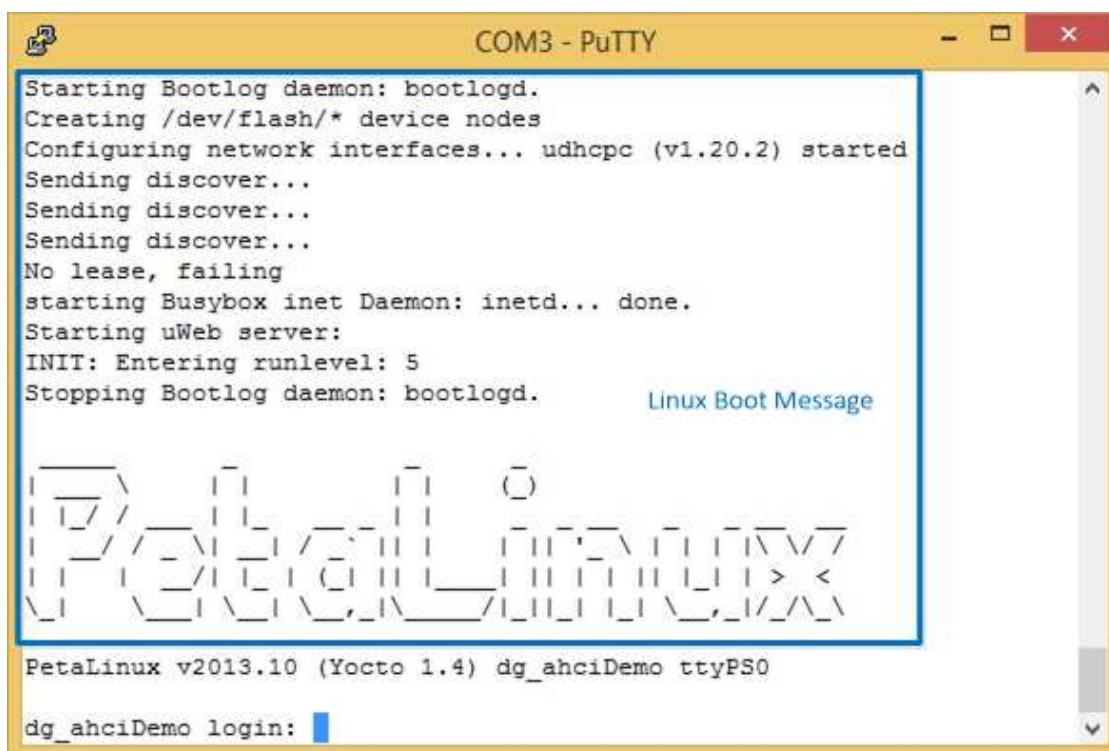 COM3 - PuTTY
Starting Bootlog daemon: bootlogd.
Creating /dev/flash/* device nodes
Configuring network interfaces... udhcpc (v1.20.2) started
Sending discover...
Sending discover...
Sending discover...
No lease, failing
starting Busybox inet Daemon: inetd... done.
Starting uWeb server:
INIT: Entering runlevel: 5
Stopping Bootlog daemon: bootlogd.
Linux Boot Message
PetaLinux
PetaLinux v2013.10 (Yocto 1.4) dg_ahciDemo ttyPS0
dg_ahciDemo login: